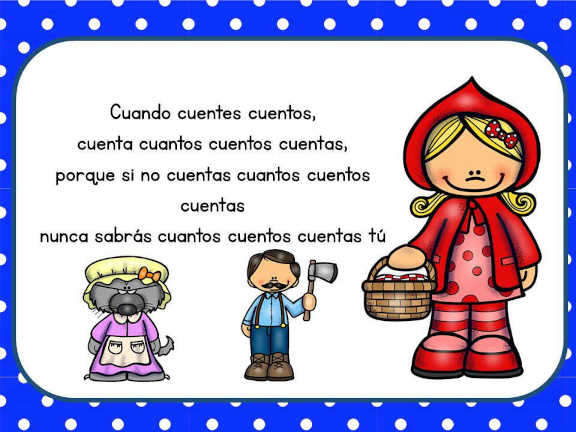 Cuando cuentes cuentos,
cuenta cuantos cuentos cuentas,
porque si no cuentas cuantos cuentos
cuentas
nunca sabrás cuantos cuentos cuentas tú